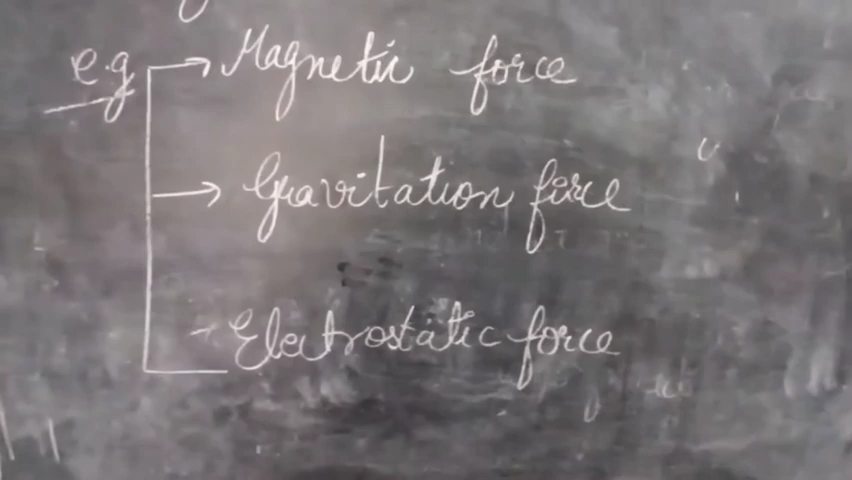 e.g → Magnetic force
→ Gravitation force
- Electrostatic force